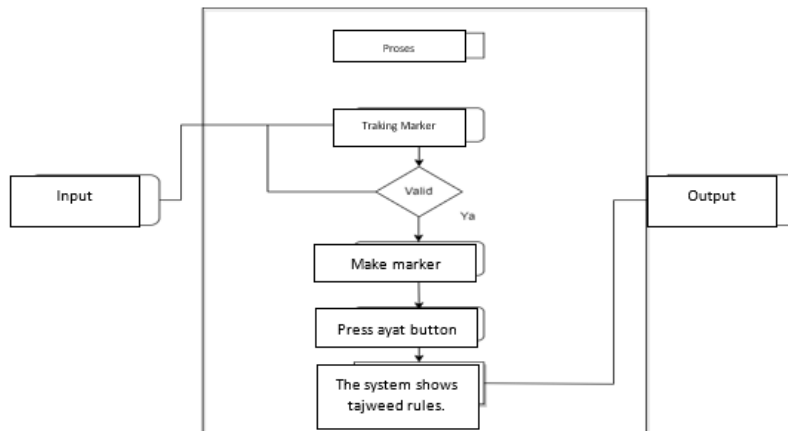 Proses
Traking Marker
Input
Valid
Output
Ya
Make marker
Press ayat button
The system shows
tajweed rules.